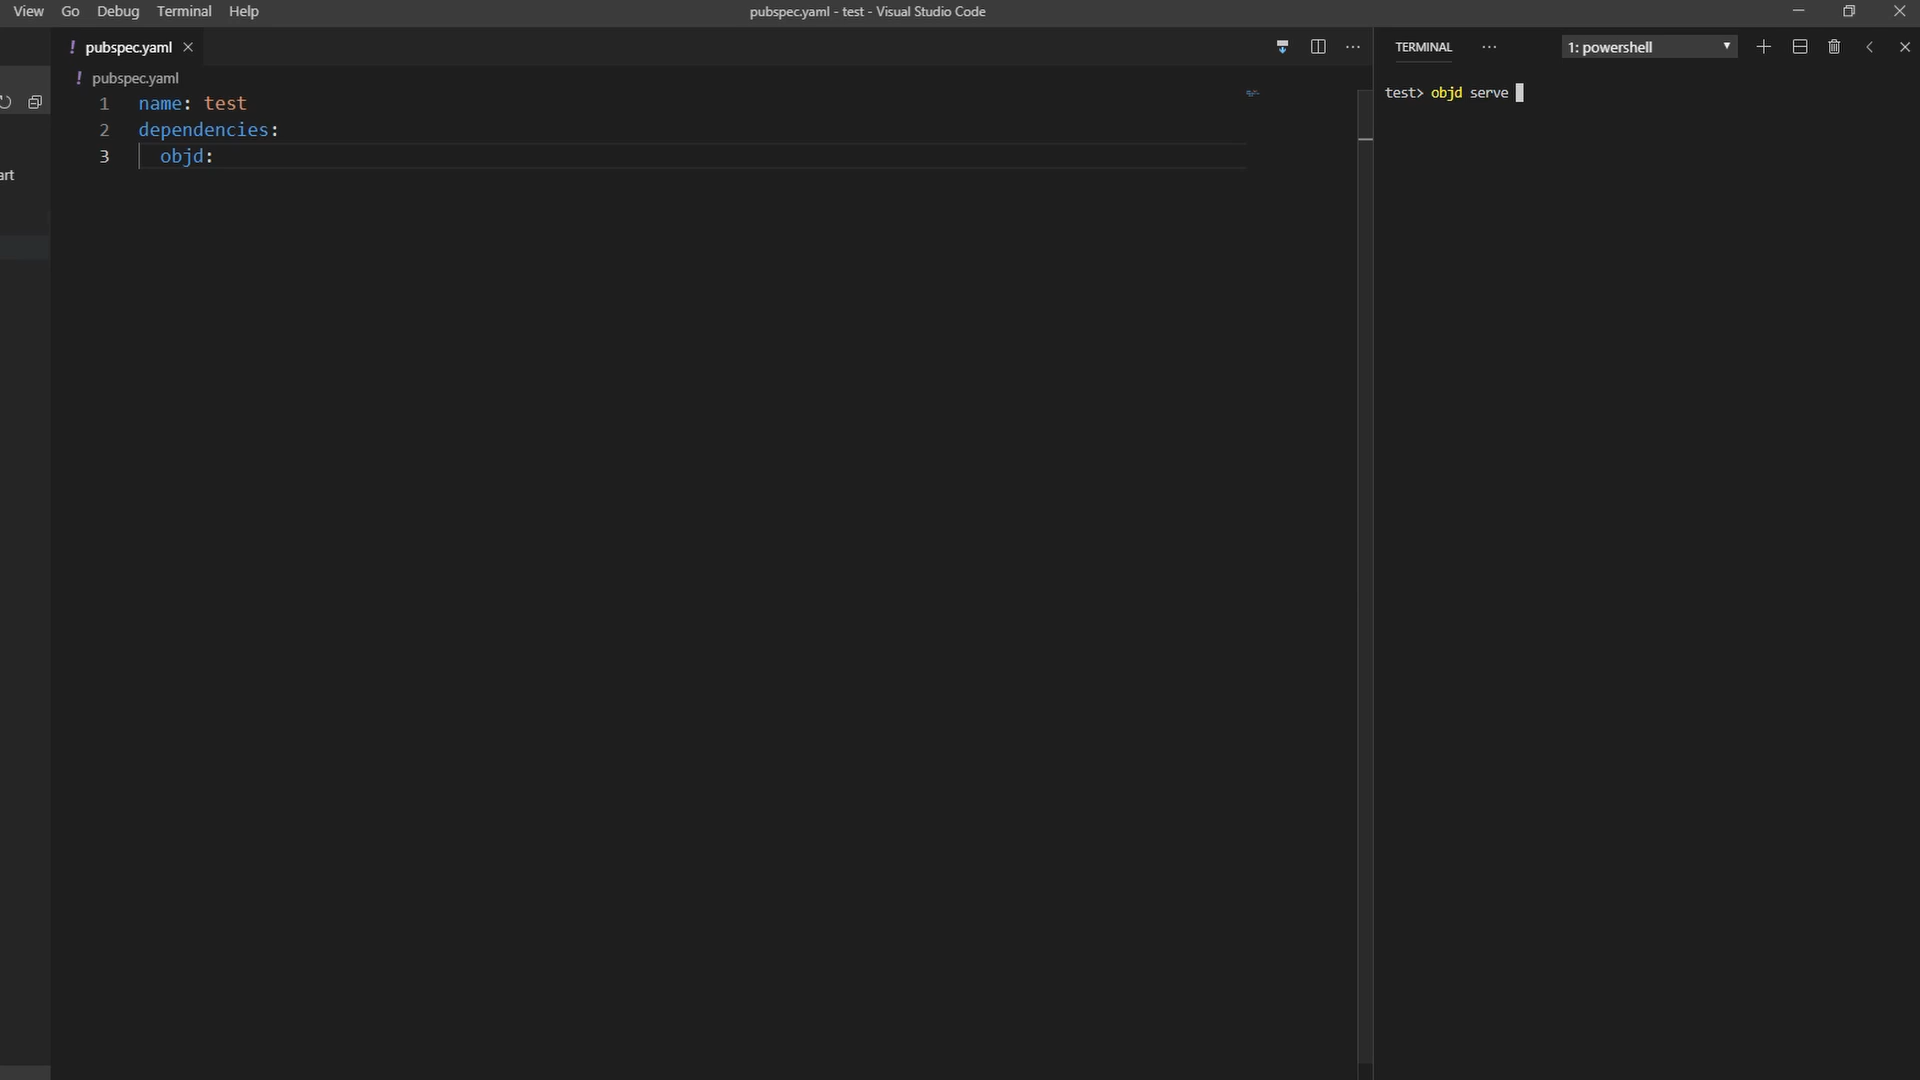 View Go Debug Terminal Help
pubspec.yaml - test - Visual Studio Code
! pubspec.yaml
TERMINAL
1: powershell
! pubspec.yaml
1 name: test
2 dependencies:
3 objd:
test> objd serve
art